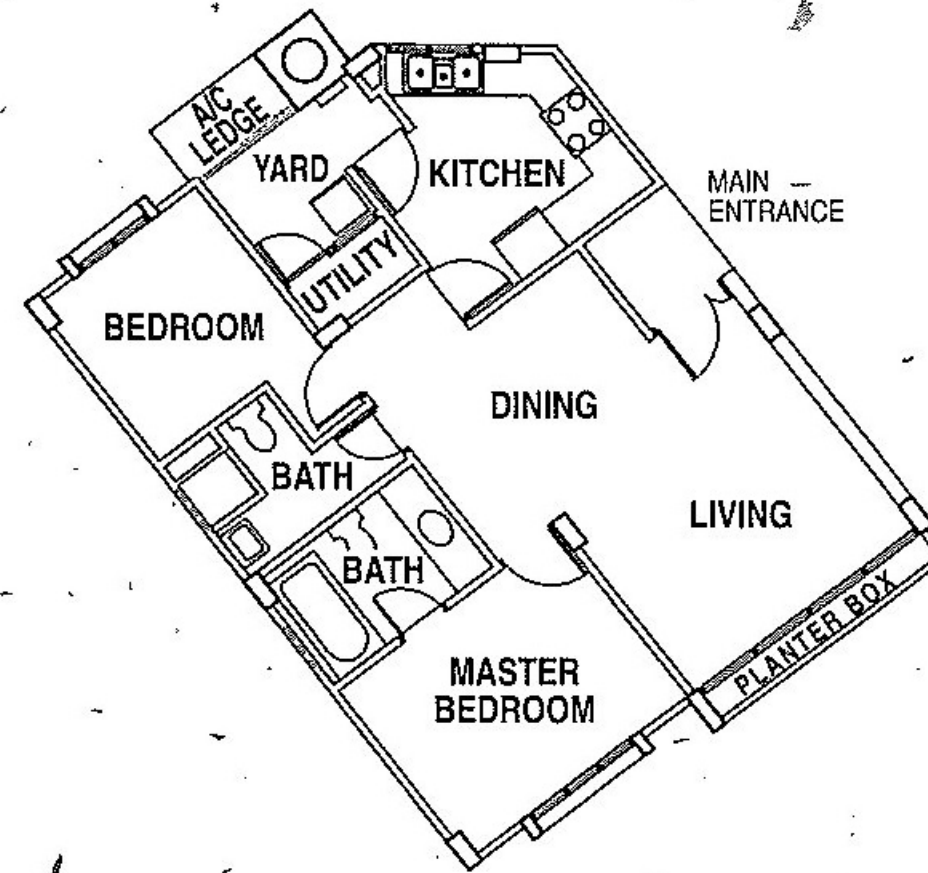 A/C
LEDGE
YARD
KITCHEN
MAIN
ENTRANCE
UTILITY
BEDROOM
DINING
BATH
LIVING
BATH
PLANTER BOX
MASTER
BEDROOM